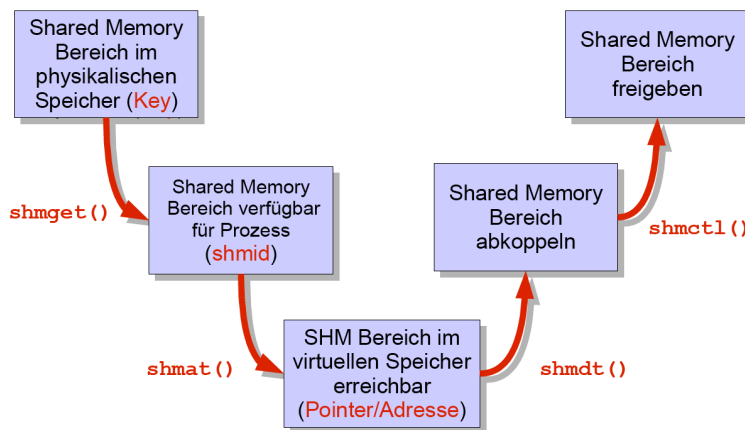 Shared Memory
Bereich im
physikalischen
Speicher (Key)
Shared Memory
Bereich
freigeben
shmget()
Shared Memory
Bereich verfügbar
für Prozess
(shmid)
Shared Memory
Bereich
abkoppeln
shmctl()
shmat()
SHM Bereich im
virtuellen Speicher
erreichbar
(Pointer/Adresse)
shmdt()